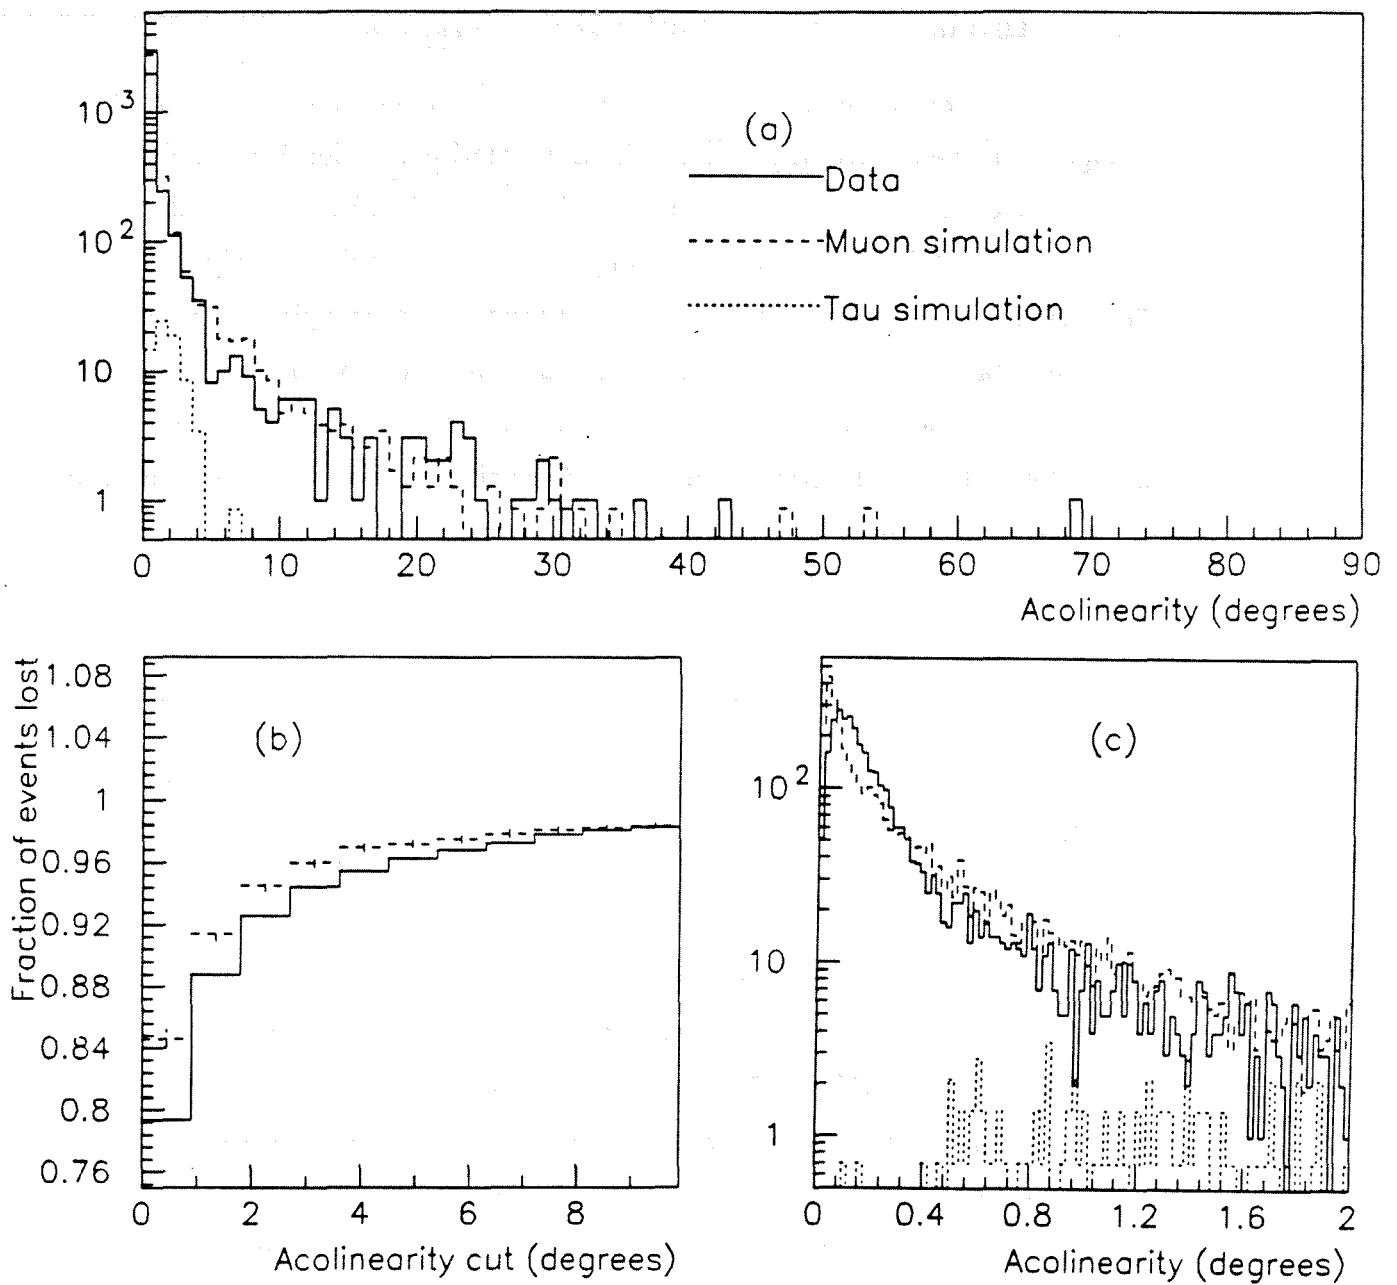 (a)
Data
Muon simulation
Tau simulation
10 3
10 2
10
1
0 10 20 30 40 50 60 70 80 90
Acolinearity (degrees)
Fraction of events lost
1.08
1.04
1
0.96
0.92
0.88
0.84
0.8
0.76
(b)
0 2 4 6 8
Acolinearity cut (degrees)
(c)
10 2
10
1
0 0.4 0.8 1.2 1.6 2
Acolinearity (degrees)